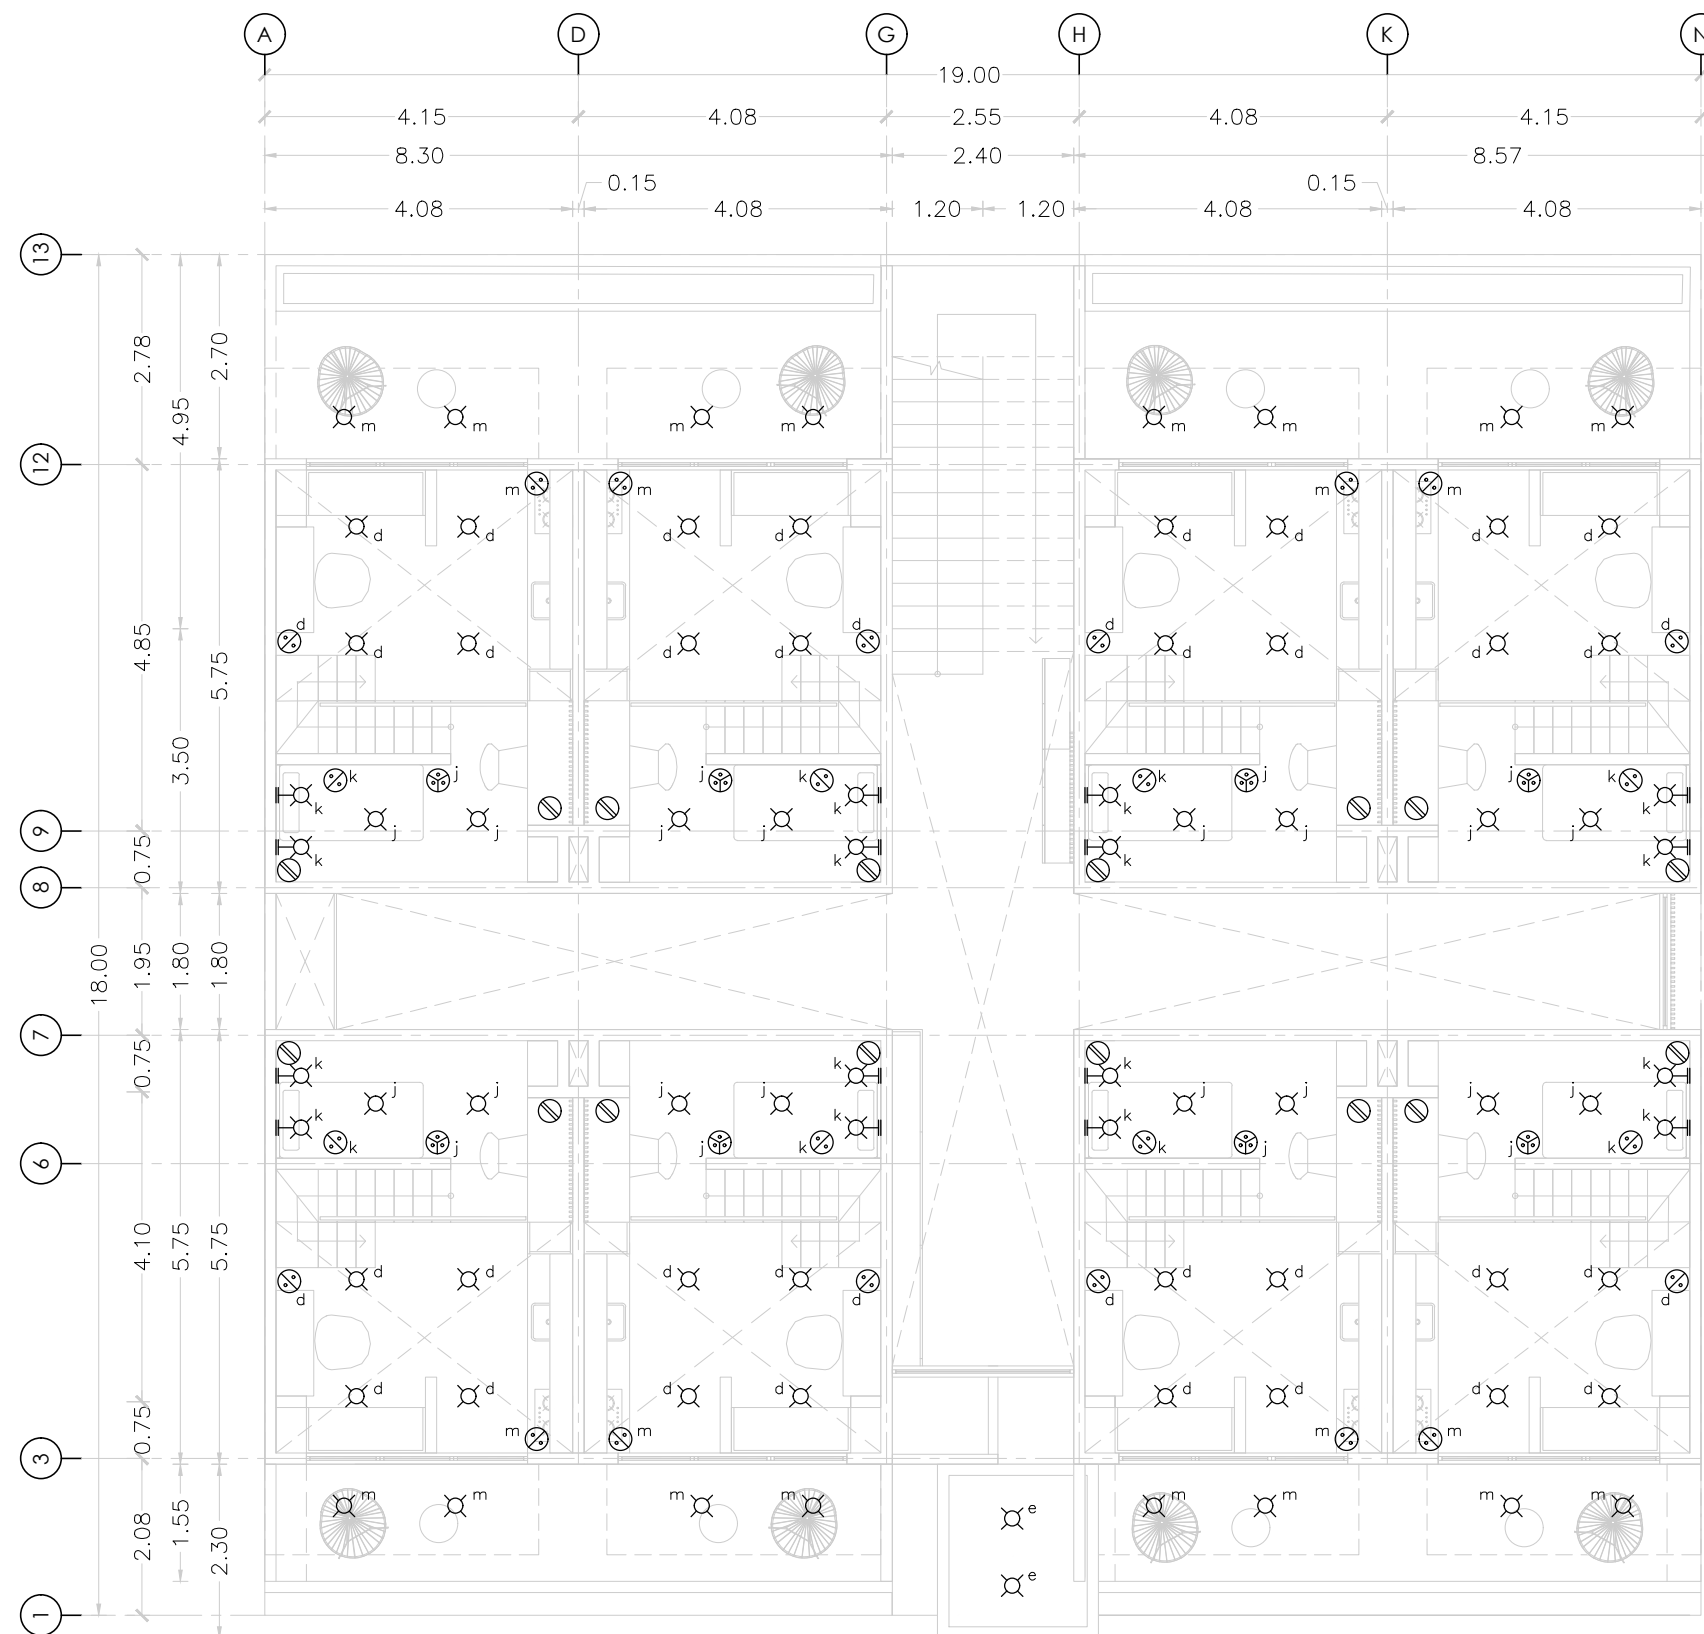 A D G H K N
19.00
4.15 4.08 2.55 4.08 4.15
8.30 2.40 8.57
0.15 0.15
4.08 4.08 1.20 1.20 4.08 4.08
13
2.78 2.70
4.95
m m m m m m m m
12
m m m m
d d d d d d d d
4.85
d d d d
d d d d d d d d
5.75
3.50
k j j k k j j k
k k k k
9
j j j j j j j j
0.75
k k k k
8
18.00 1.95 1.80 1.80
7
0.75
k k k k
j j j j j j j j
k k k k
k j j k k j j k
6
4.10 5.75 5.75
d d d d d d d d
d d d d
d d d d d d d d
0.75
m m m m
3
m m m m m m m m
e
2.08 1.55 2.30
e
1